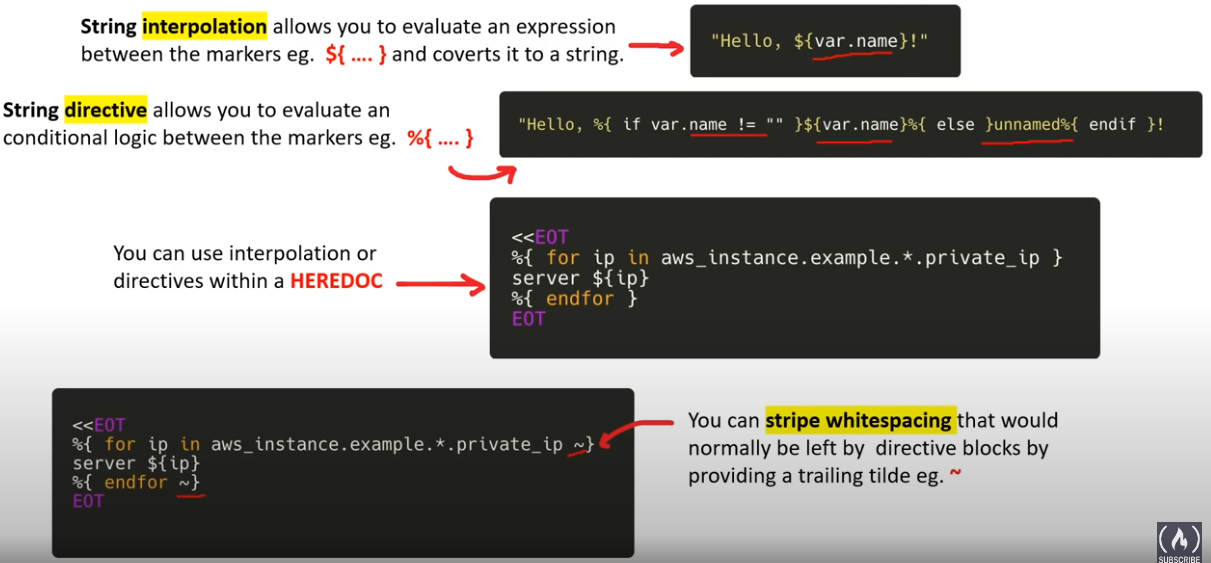 String interpolation allows you to evaluate an expression
between the markers eg. ${ .... } and coverts it to a string.
"Hello, ${var.name}!"
String directive allows you to evaluate an
conditional logic between the markers eg. %{ .... }
"Hello, %{ if var.name != "" }${var.name}%{ else }unnamed%{ endif }!
You can use interpolation or
directives within a HEREDOC
<<EOT
%{ for ip in aws_instance.example.*.private_ip }
server ${ip}
%{ endfor }
EOT
<<EOT
%{ for ip in aws_instance.example.*.private_ip ~}
server ${ip}
%{ endfor ~}
EOT
You can stripe whitespacing that would
normally be left by directive blocks by
providing a trailing tilde eg. ~
SUBSCRIBE